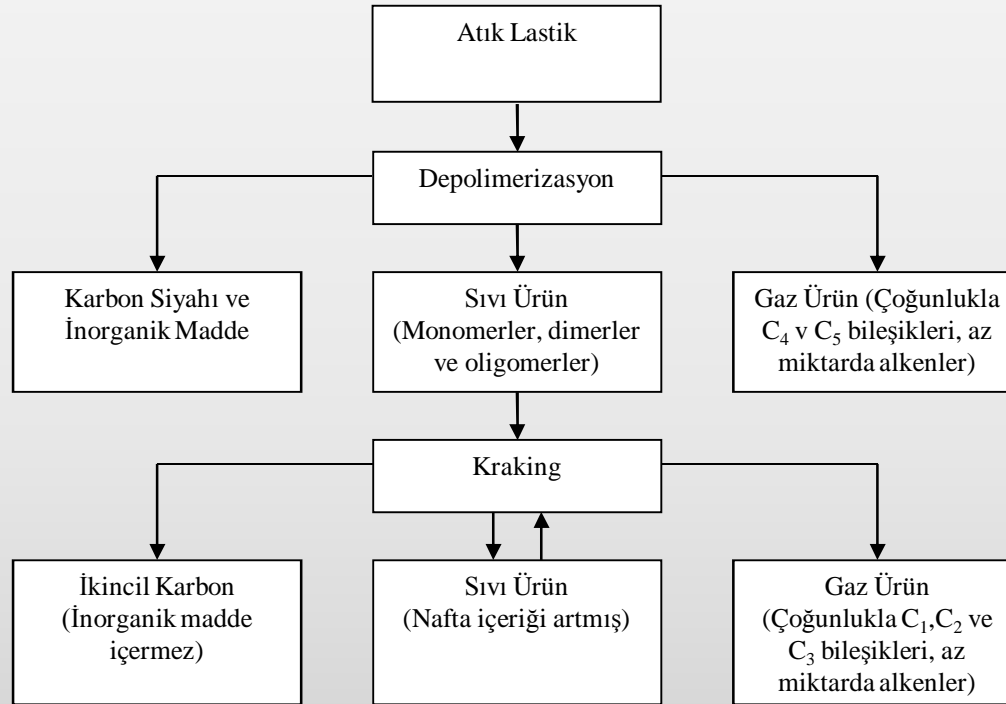 Atık Lastik
Depolimerizasyon
Karbon Siyahı ve
İnorganik Madde
Sıvı Ürün
(Monomerler, dimerler
ve oligomerler)
Gaz Ürün (Çoğunlukla
C₄ v C₅ bileşikleri, az
miktarda alkenler)
Kraking
İkincil Karbon
(İnorganik madde
içermez)
Sıvı Ürün
(Nafta içeriği artmış)
Gaz Ürün
(Çoğunlukla C₁,C₂ ve
C₃ bileşikleri, az
miktarda alkenler)